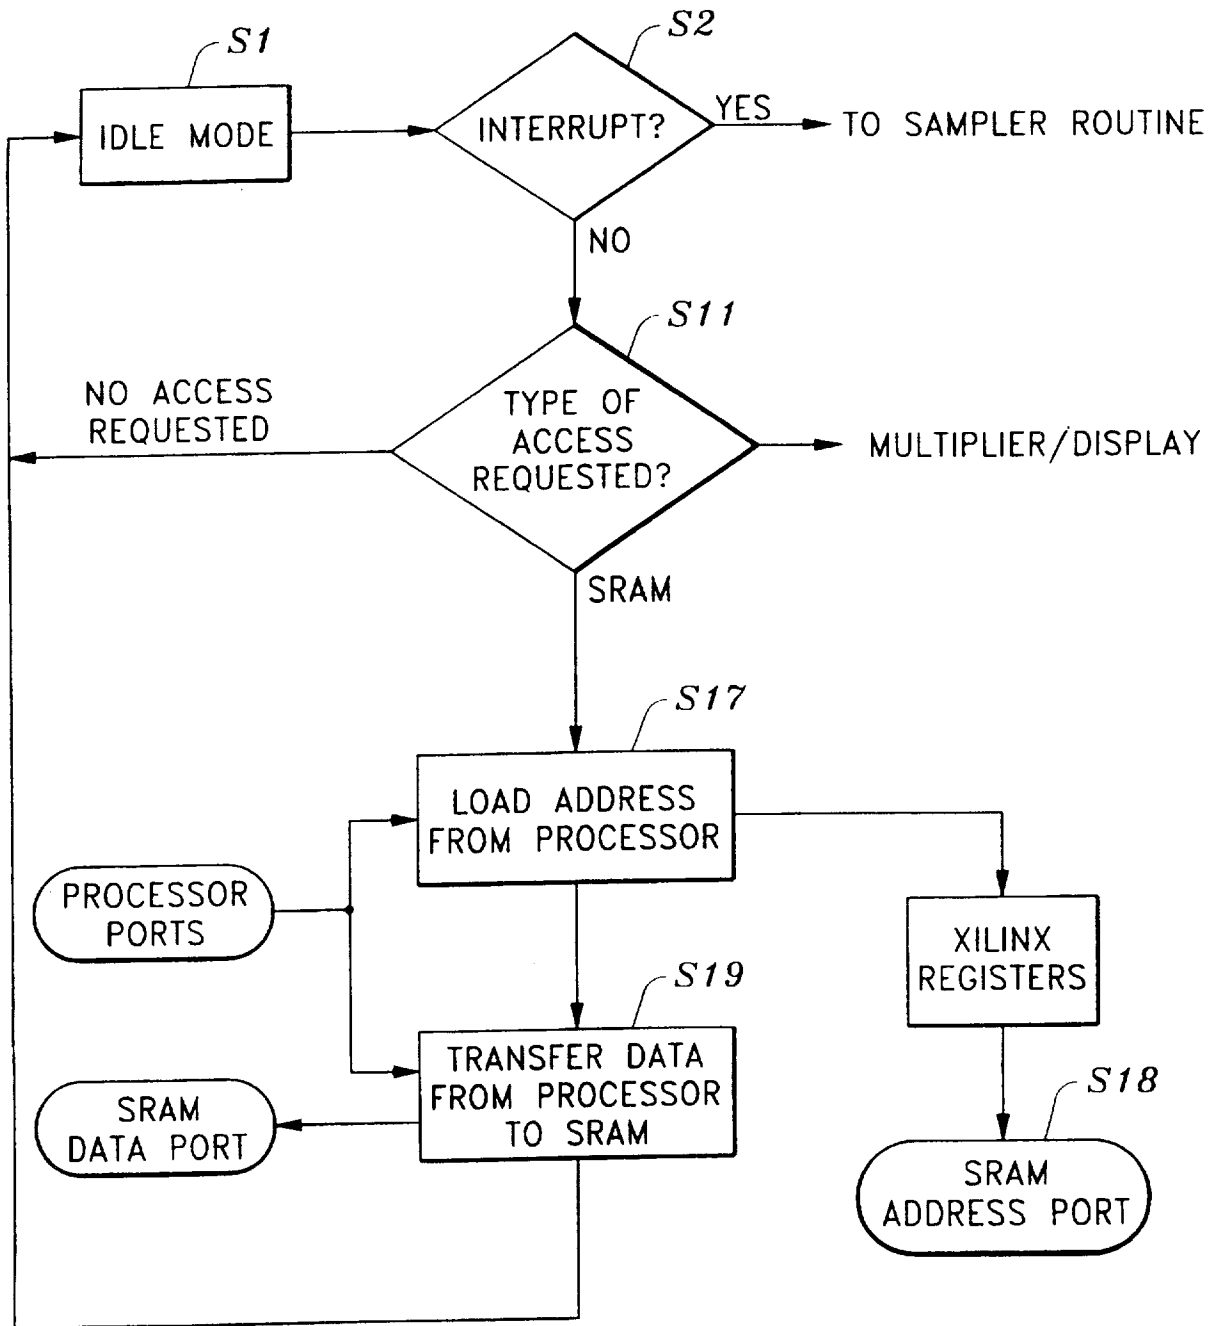 S1
S2
IDLE MODE
INTERRUPT?
YES
TO SAMPLER ROUTINE
NO
S11
NO ACCESS
REQUESTED
TYPE OF
ACCESS
REQUESTED?
MULTIPLIER/DISPLAY
SRAM
S17
LOAD ADDRESS
FROM PROCESSOR
PROCESSOR
PORTS
XILINX
REGISTERS
S19
TRANSFER DATA
FROM PROCESSOR
TO SRAM
SRAM
DATA PORT
S18
SRAM
ADDRESS PORT